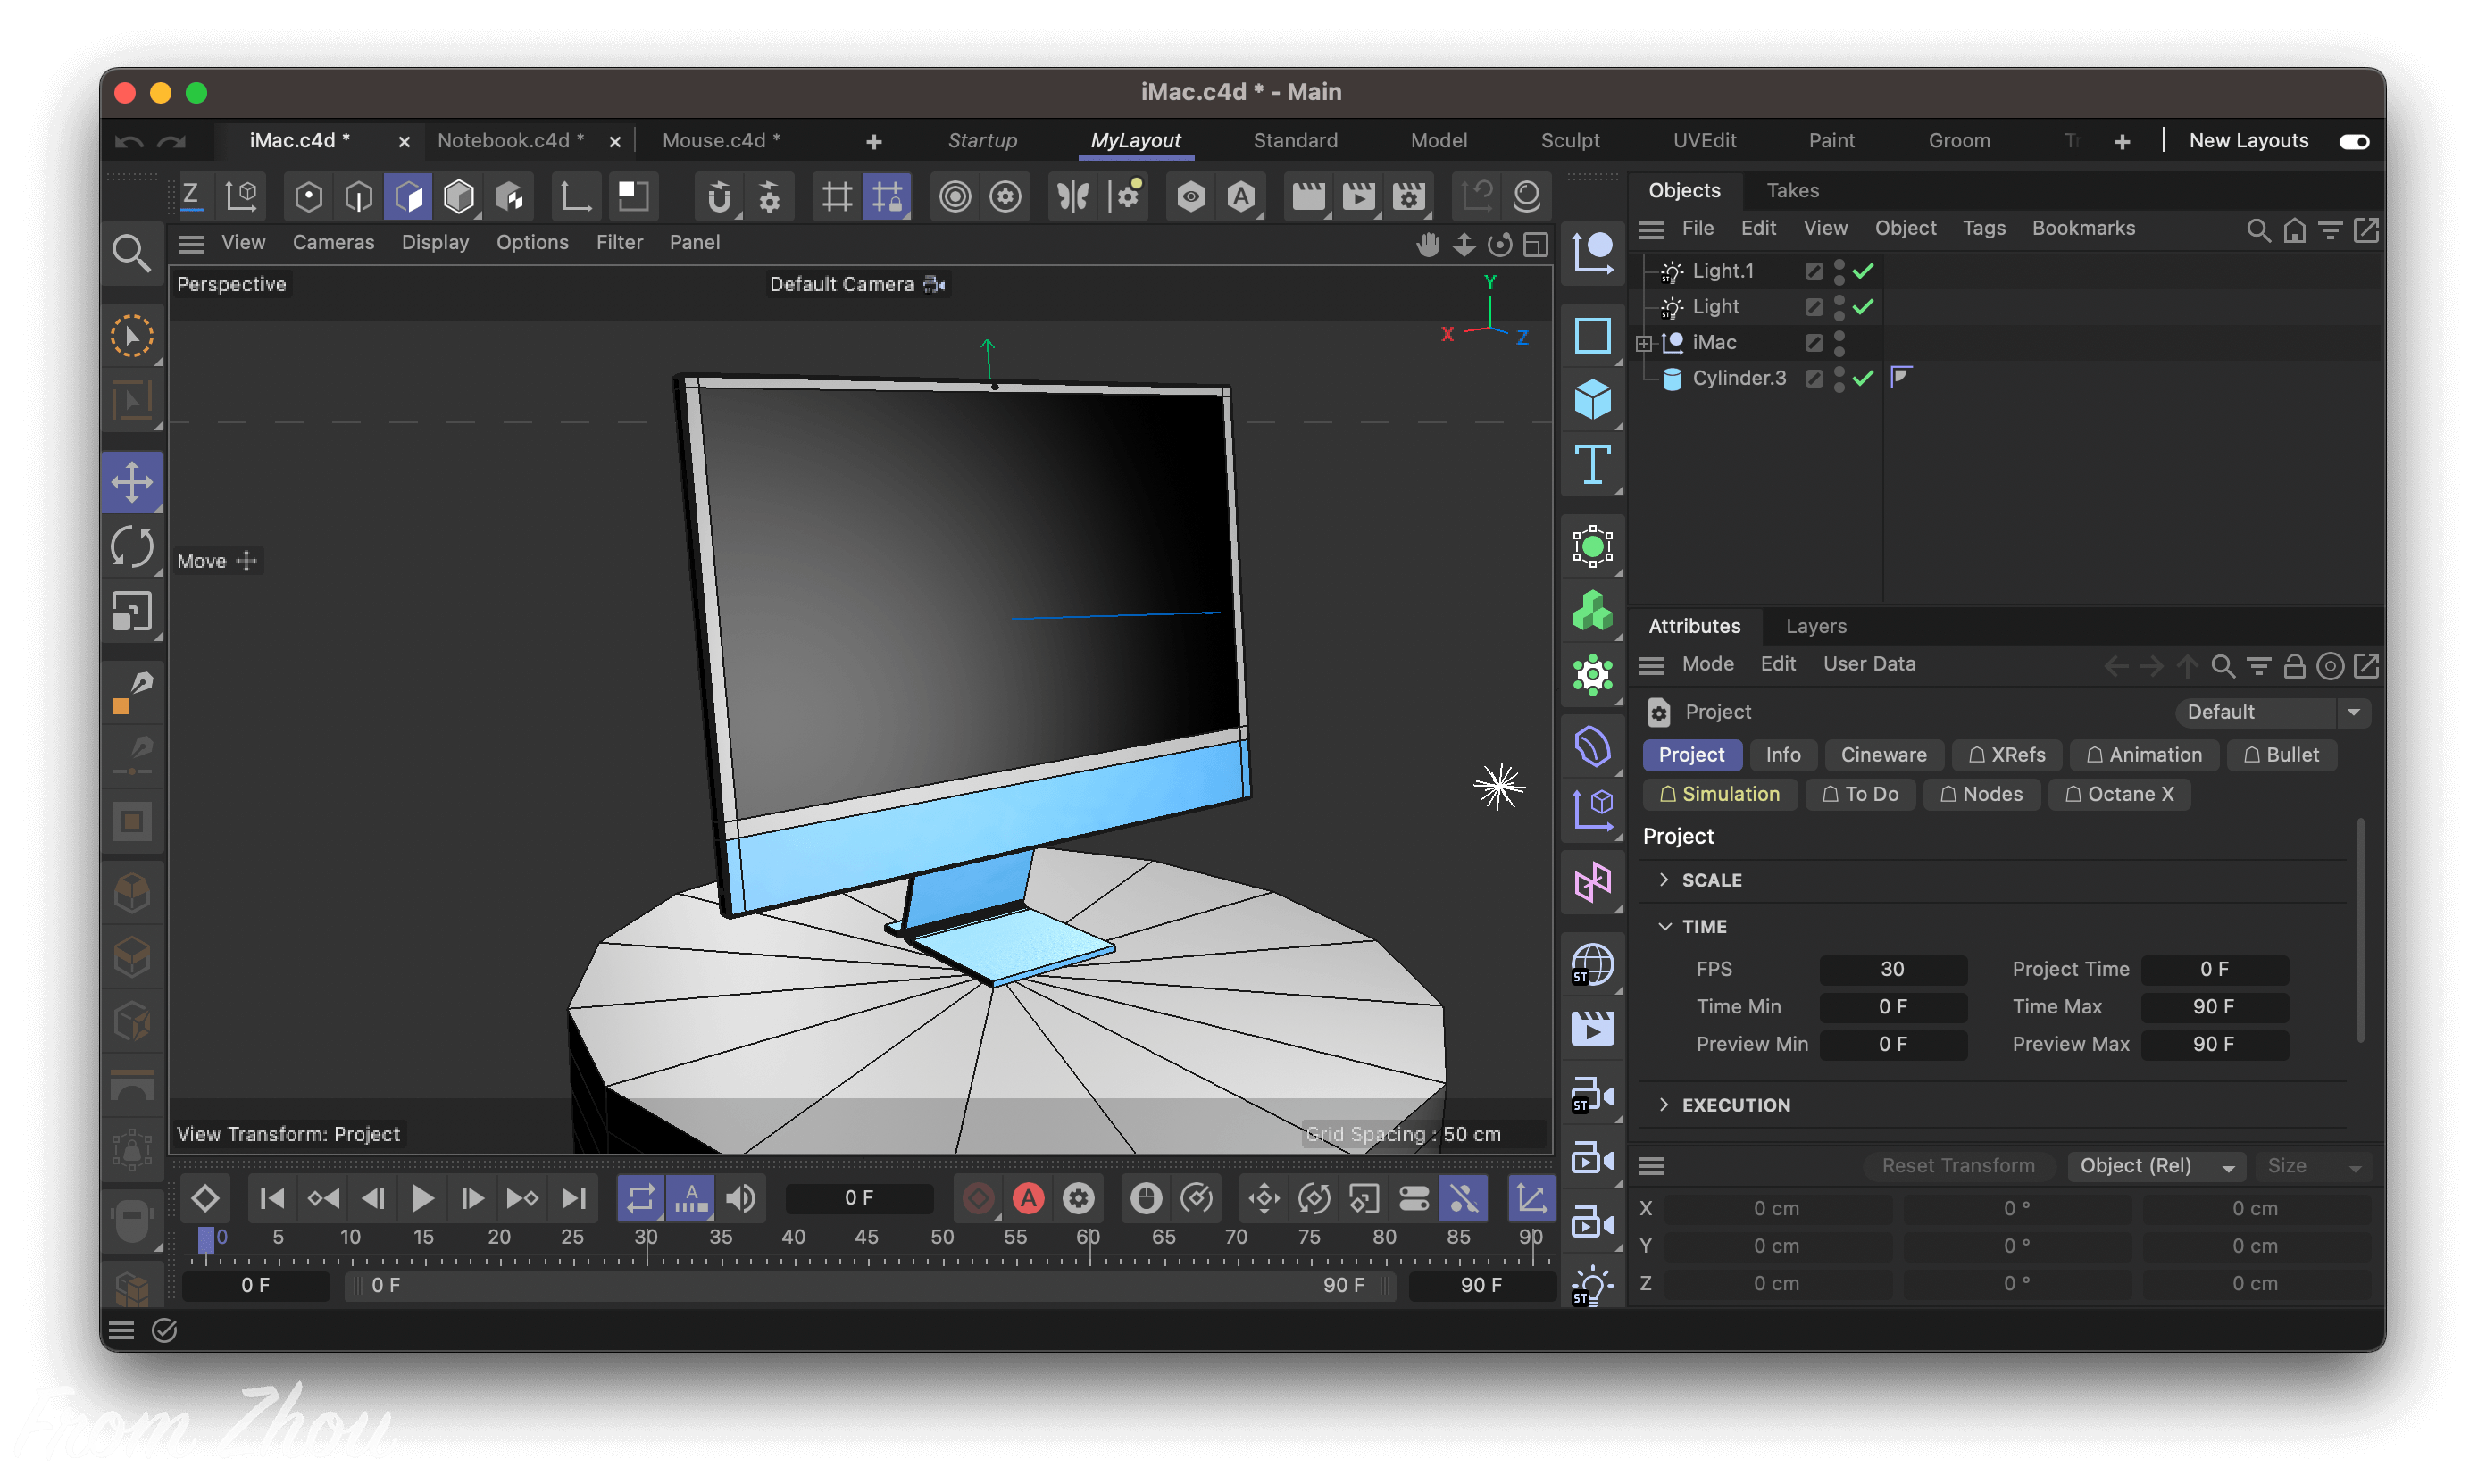 iMac.c4d * - Main
iMac.c4d * Notebook.c4d * Mouse.c4d * Startup MyLayout Standard Model Sculpt UVEdit Paint Groom New Layouts
Z
View Cameras Display Options Filter Panel
Perspective Default Camera
Y
X Z
Move
View Transform: Project Grid Spacing : 50 cm
ST
ST
ST
Objects Takes
File Edit View Object Tags Bookmarks
Light.1
Light
iMac
Cylinder.3
Attributes Layers
Mode Edit User Data
Project Default
Project Info Cineware XRefs Animation Bullet
Simulation To Do Nodes Octane X
Project
SCALE
TIME
FPS 30 Project Time 0 F
Time Min 0 F Time Max 90 F
Preview Min 0 F Preview Max 90 F
EXECUTION
Reset Transform Object (Rel) Size
X 0 cm 0 ° 0 cm
Y 0 cm 0 ° 0 cm
Z 0 cm 0 ° 0 cm
A 0 F A
0 5 10 15 20 25 30 35 40 45 50 55 60 65 70 75 80 85 90
0 F 0 F 90 F 90 F
From Zhou